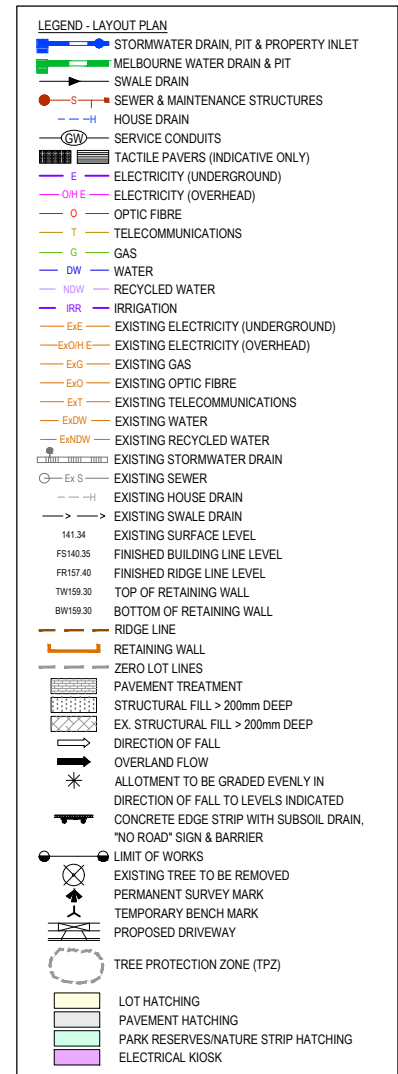 LEGEND - LAYOUT PLAN
STORMWATER DRAIN, PIT & PROPERTY INLET
MELBOURNE WATER DRAIN & PIT
SWALE DRAIN
S SEWER & MAINTENANCE STRUCTURES
H HOUSE DRAIN
GW SERVICE CONDUITS
TACTILE PAVERS (INDICATIVE ONLY)
E ELECTRICITY (UNDERGROUND)
O/H E ELECTRICITY (OVERHEAD)
O OPTIC FIBRE
T TELECOMMUNICATIONS
G GAS
DW WATER
NDW RECYCLED WATER
IRR IRRIGATION
ExE EXISTING ELECTRICITY (UNDERGROUND)
ExO/H E EXISTING ELECTRICITY (OVERHEAD)
ExG EXISTING GAS
ExO EXISTING OPTIC FIBRE
ExT EXISTING TELECOMMUNICATIONS
ExDW EXISTING WATER
ExNDW EXISTING RECYCLED WATER
EXISTING STORMWATER DRAIN
Ex S EXISTING SEWER
H EXISTING HOUSE DRAIN
EXISTING SWALE DRAIN
141.34 EXISTING SURFACE LEVEL
FS140.35 FINISHED BUILDING LINE LEVEL
FR157.40 FINISHED RIDGE LINE LEVEL
TW159.30 TOP OF RETAINING WALL
BW159.30 BOTTOM OF RETAINING WALL
RIDGE LINE
RETAINING WALL
ZERO LOT LINES
PAVEMENT TREATMENT
STRUCTURAL FILL > 200mm DEEP
EX. STRUCTURAL FILL > 200mm DEEP
DIRECTION OF FALL
OVERLAND FLOW
ALLOTMENT TO BE GRADED EVENLY IN
DIRECTION OF FALL TO LEVELS INDICATED
CONCRETE EDGE STRIP WITH SUBSOIL DRAIN,
"NO ROAD" SIGN & BARRIER
LIMIT OF WORKS
EXISTING TREE TO BE REMOVED
PERMANENT SURVEY MARK
TEMPORARY BENCH MARK
PROPOSED DRIVEWAY
TREE PROTECTION ZONE (TPZ)
LOT HATCHING
PAVEMENT HATCHING
PARK RESERVES/NATURE STRIP HATCHING
ELECTRICAL KIOSK